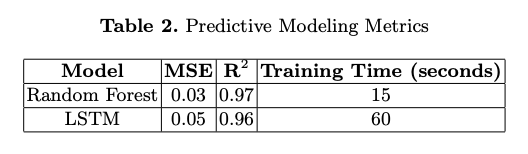 Table 2. Predictive Modeling Metrics
Model MSE R² Training Time (seconds)
Random Forest 0.03 0.97 15
LSTM 0.05 0.96 60